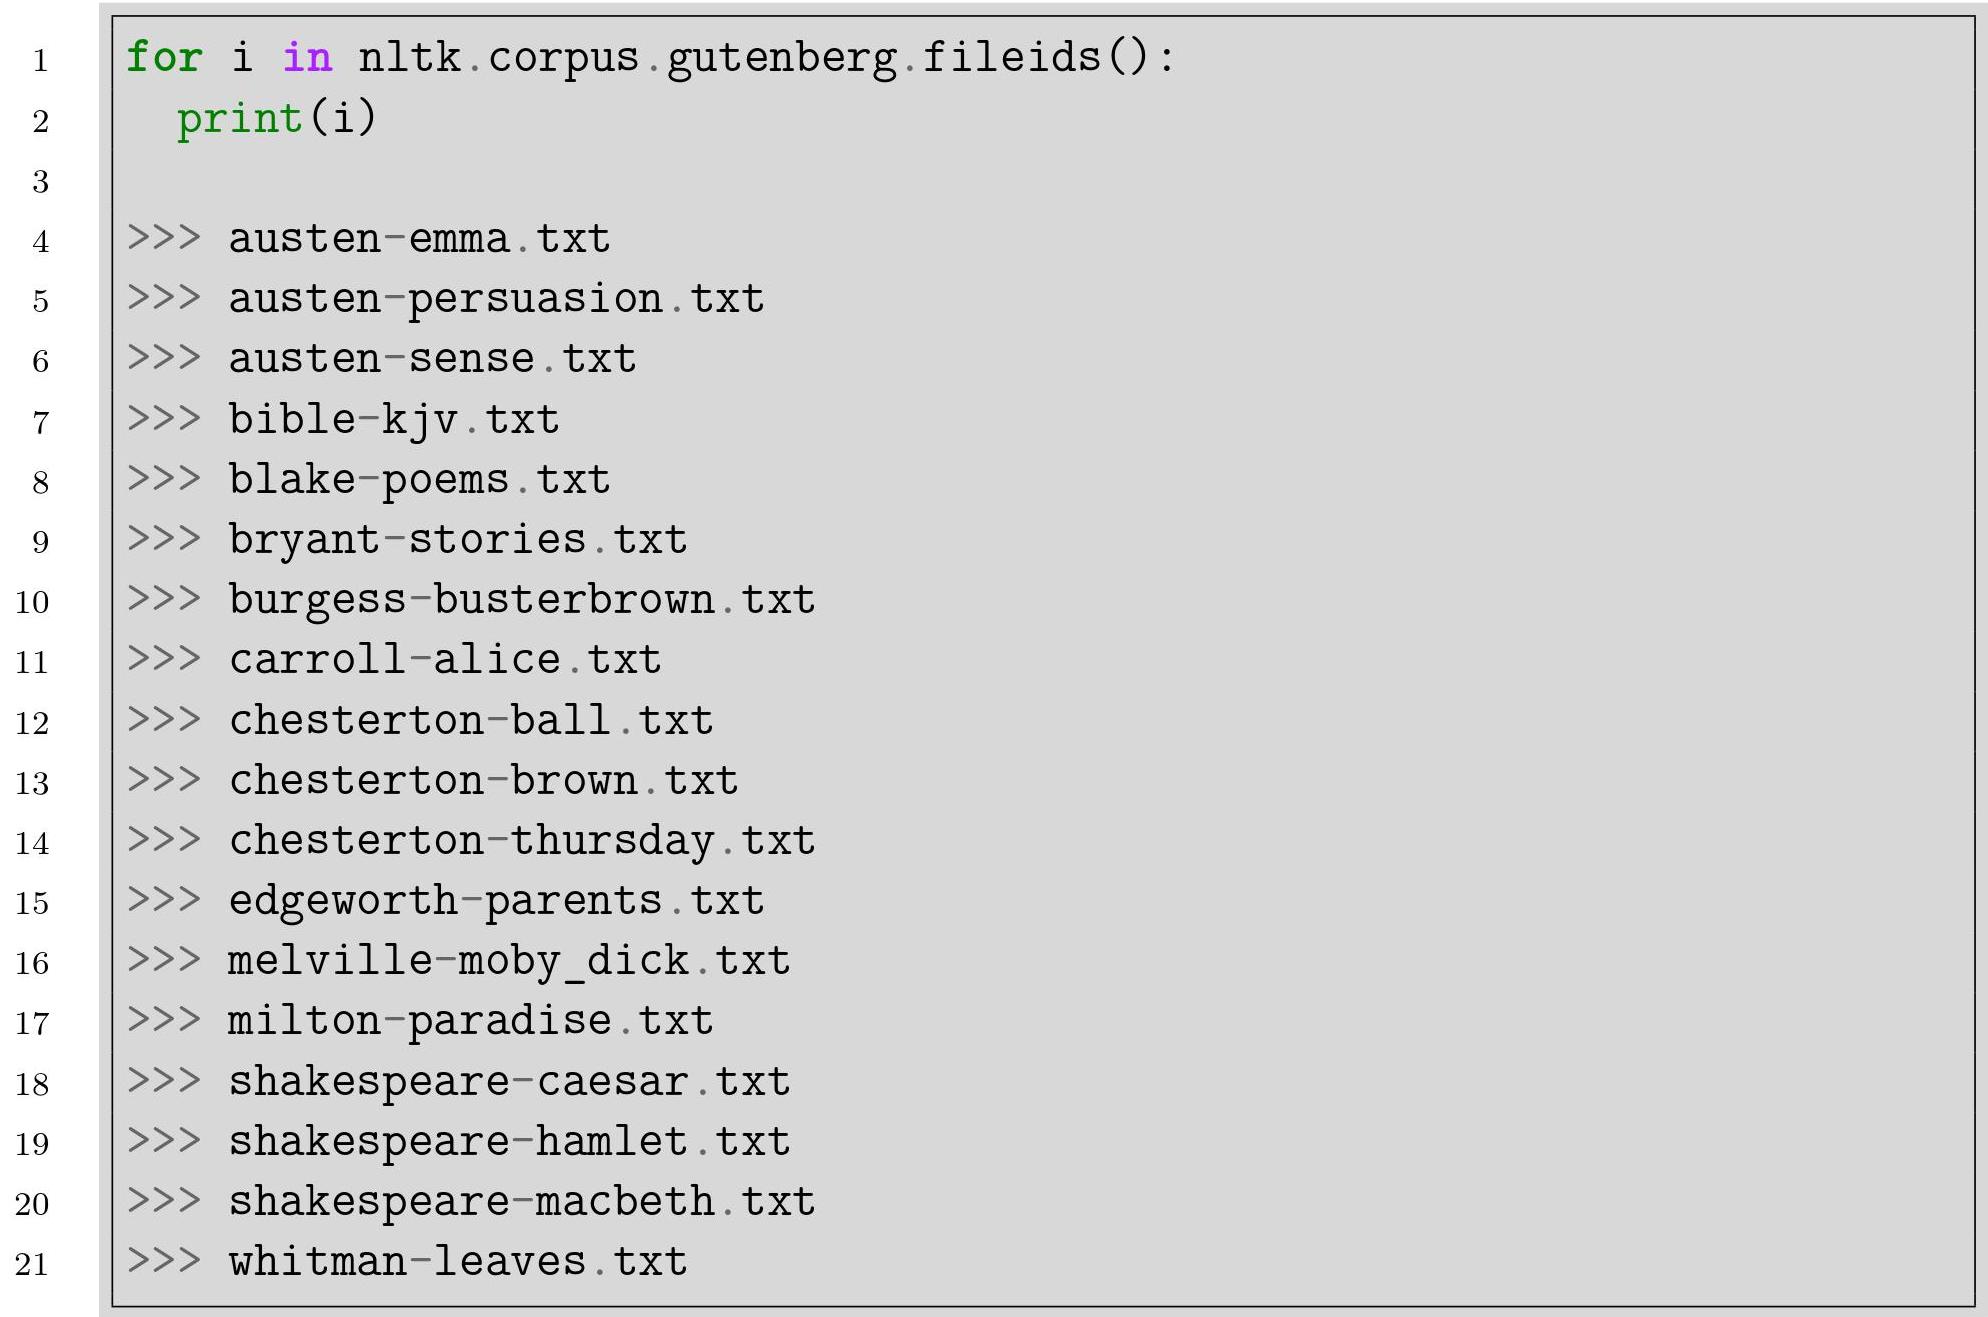 1 for i in nltk.corpus.gutenberg.fileids():
2   print(i)
3
4 >>> austen-emma.txt
5 >>> austen-persuasion.txt
6 >>> austen-sense.txt
7 >>> bible-kjv.txt
8 >>> blake-poems.txt
9 >>> bryant-stories.txt
10 >>> burgess-busterbrown.txt
11 >>> carroll-alice.txt
12 >>> chesterton-ball.txt
13 >>> chesterton-brown.txt
14 >>> chesterton-thursday.txt
15 >>> edgeworth-parents.txt
16 >>> melville-moby_dick.txt
17 >>> milton-paradise.txt
18 >>> shakespeare-caesar.txt
19 >>> shakespeare-hamlet.txt
20 >>> shakespeare-macbeth.txt
21 >>> whitman-leaves.txt